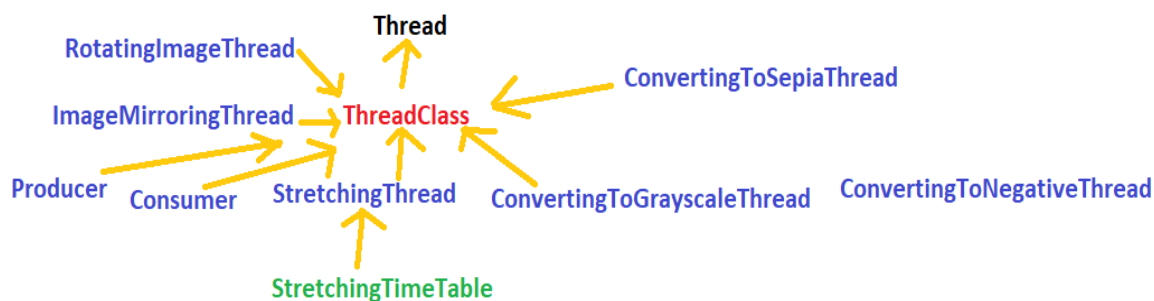 Thread
RotatingImageThread
ConvertingToSepiaThread
ImageMirroringThread
ThreadClass
Producer
Consumer
StretchingThread
ConvertingToGrayscaleThread
ConvertingToNegativeThread
StretchingTimeTable